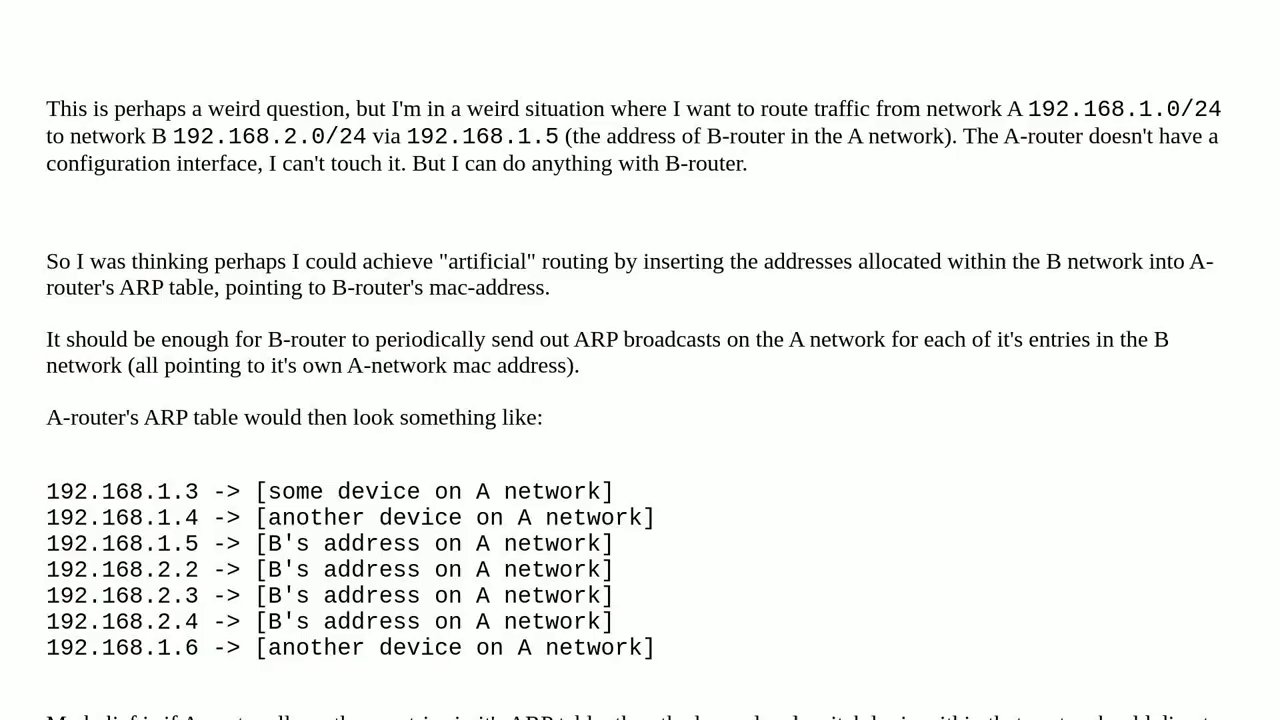 This is perhaps a weird question, but I'm in a weird situation where I want to route traffic from network A 192.168.1.0/24
to network B 192.168.2.0/24 via 192.168.1.5 (the address of B-router in the A network). The A-router doesn't have a
configuration interface, I can't touch it. But I can do anything with B-router.
So I was thinking perhaps I could achieve "artificial" routing by inserting the addresses allocated within the B network into A-
router's ARP table, pointing to B-router's mac-address.
It should be enough for B-router to periodically send out ARP broadcasts on the A network for each of it's entries in the B
network (all pointing to it's own A-network mac address).
A-router's ARP table would then look something like:
192.168.1.3 -> [some device on A network]
192.168.1.4 -> [another device on A network]
192.168.1.5 -> [B's address on A network]
192.168.2.2 -> [B's address on A network]
192.168.2.3 -> [B's address on A network]
192.168.2.4 -> [B's address on A network]
192.168.1.6 -> [another device on A network]